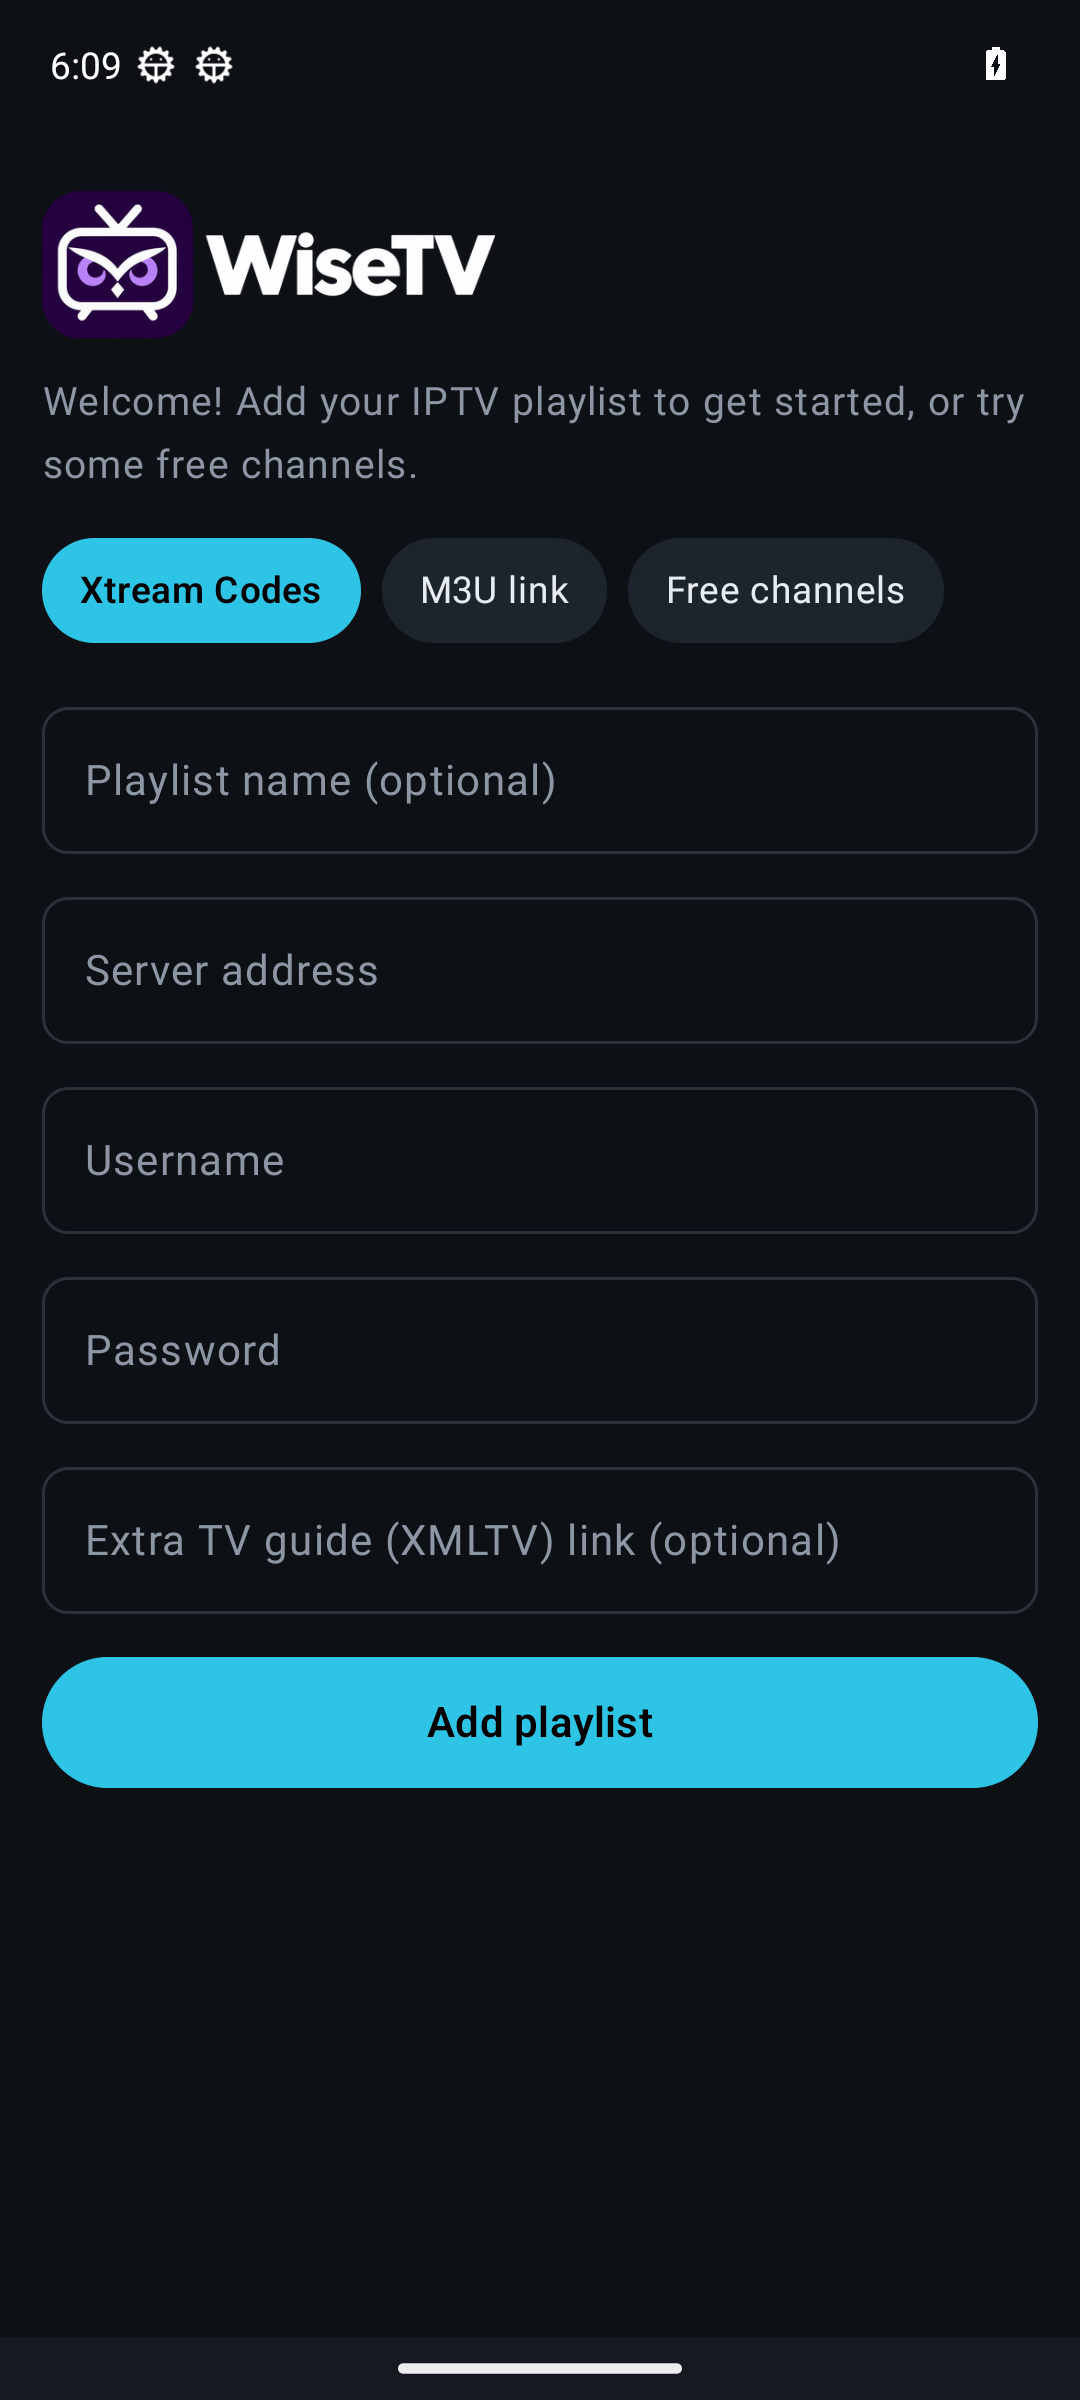 6:09
WiseTV
Welcome! Add your IPTV playlist to get started, or try
some free channels.
Xtream Codes
M3U link
Free channels
Playlist name (optional)
Server address
Username
Password
Extra TV guide (XMLTV) link (optional)
Add playlist